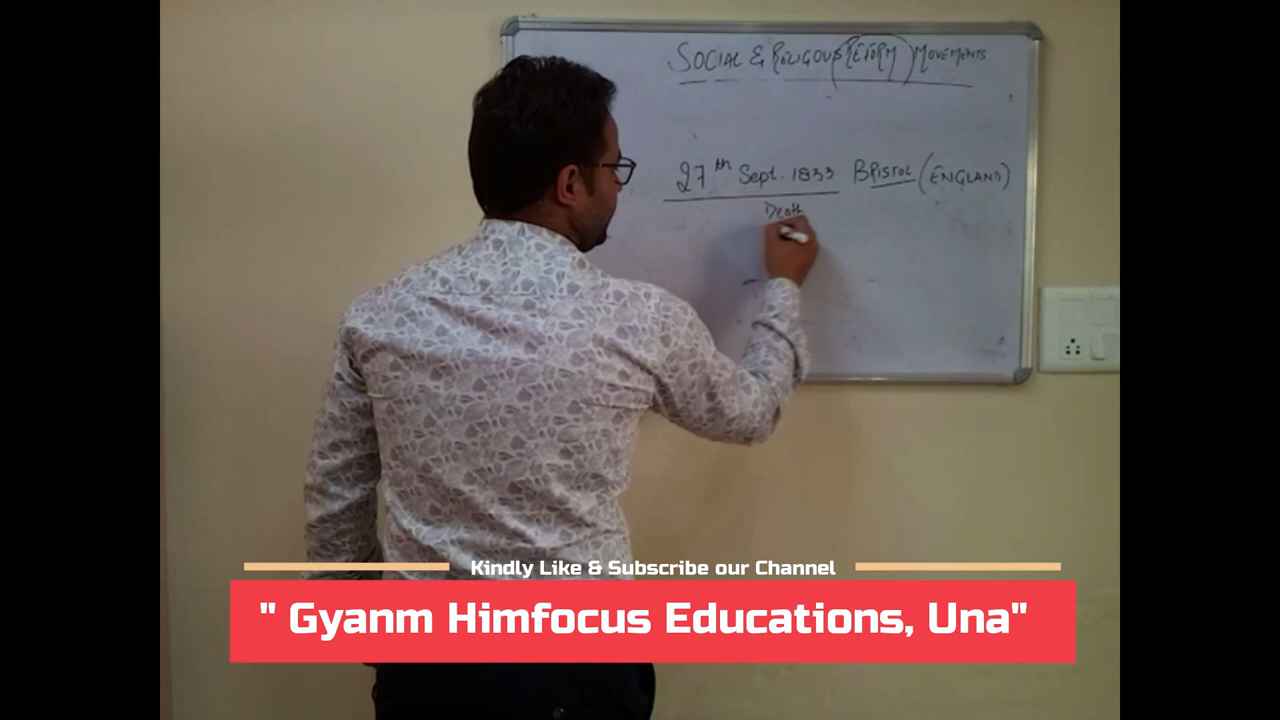 SOCIAL & RELIGOUS (REFORM) MOVEMENTS
27th Sept. 1833 BRISTOL (ENGLAND)
Death
Kindly Like & Subscribe our Channel
" Gyanm Himfocus Educations, Una"